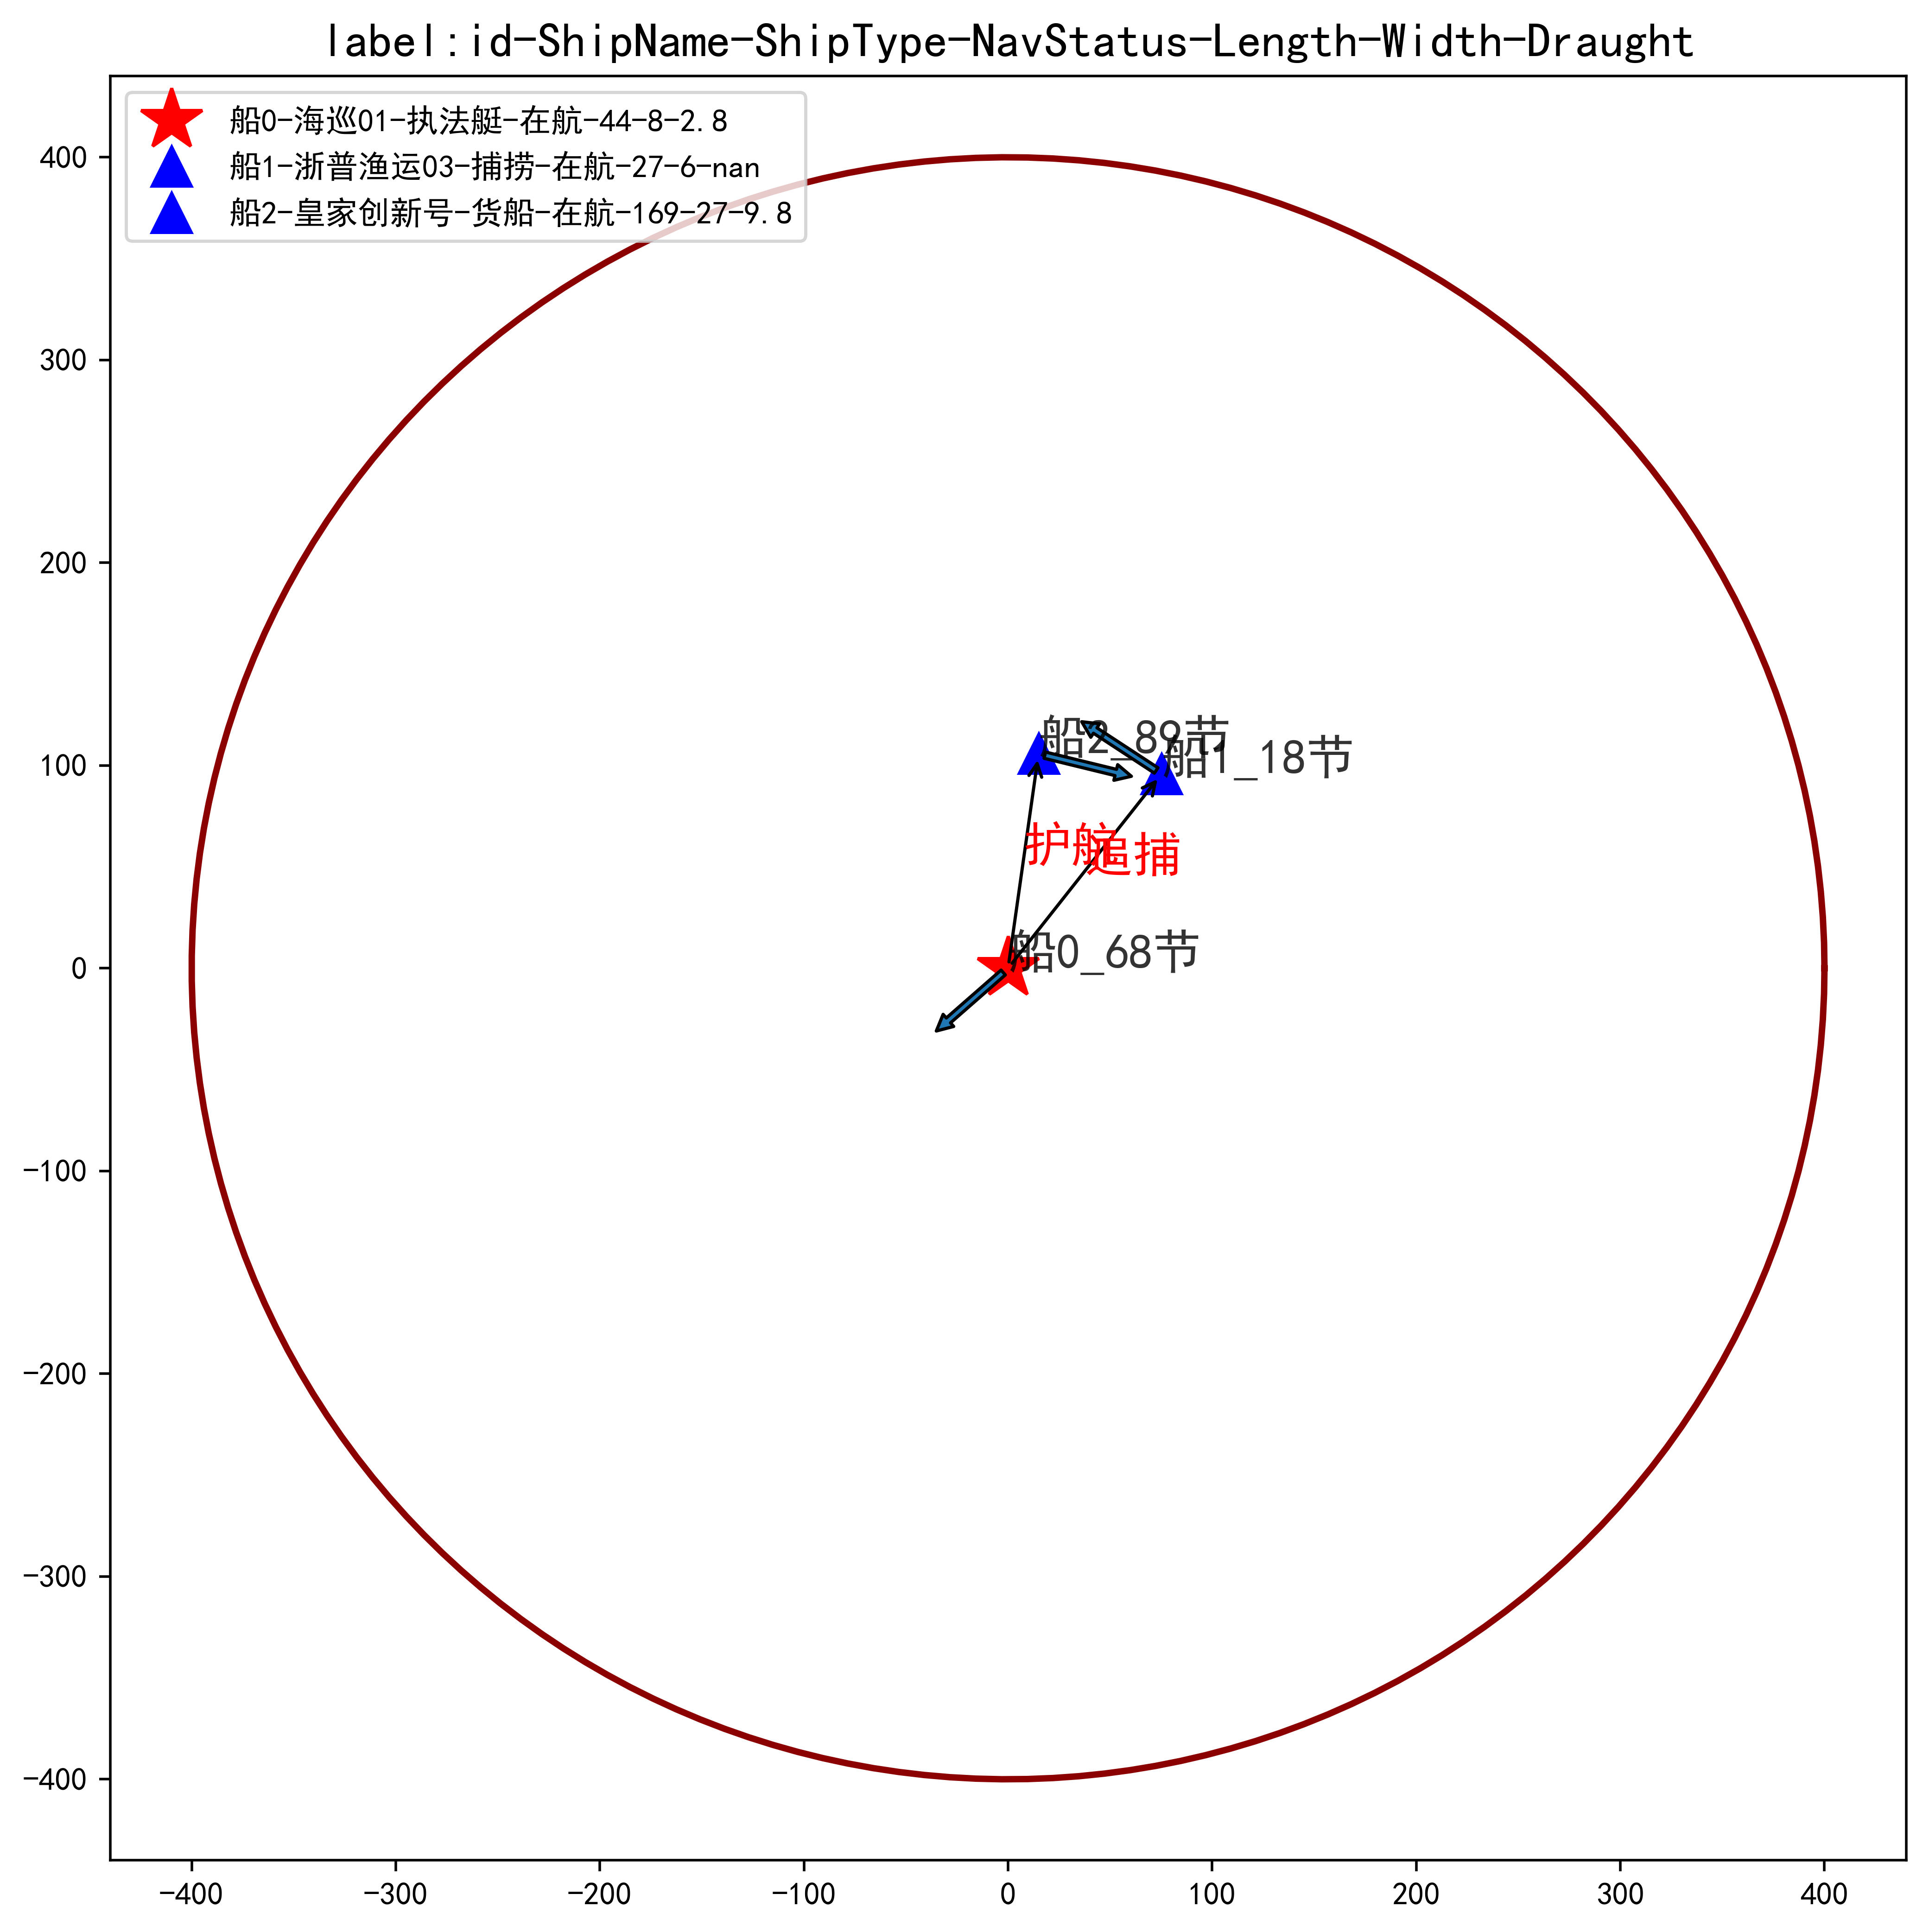 label:id-ShipName-ShipType-NavStatus-Length-Width-Draught
船0-海巡01-执法艇-在航-44-8-2.8
船1-浙普渔运03-捕捞-在航-27-6-nan
船2-皇家创新号-货船-在航-169-27-9.8
400
300
200
100
0
-100
-200
-300
-400
船2_89节
船1_18节
护航
追捕
船0_68节
-400 -300 -200 -100 0 100 200 300 400